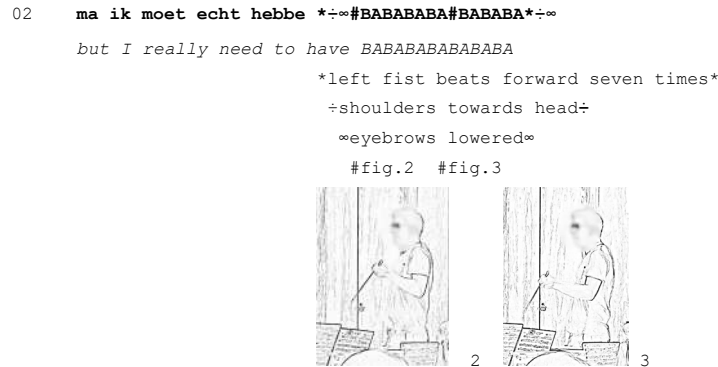 02 ma ik moet echt hebbe *÷∞#BABABABA#BABABA*÷∞
but I really need to have BABABABABABABA
*left fist beats forward seven times*
÷shoulders towards head÷
∞eyebrows lowered∞
#fig.2 #fig.3
2 3